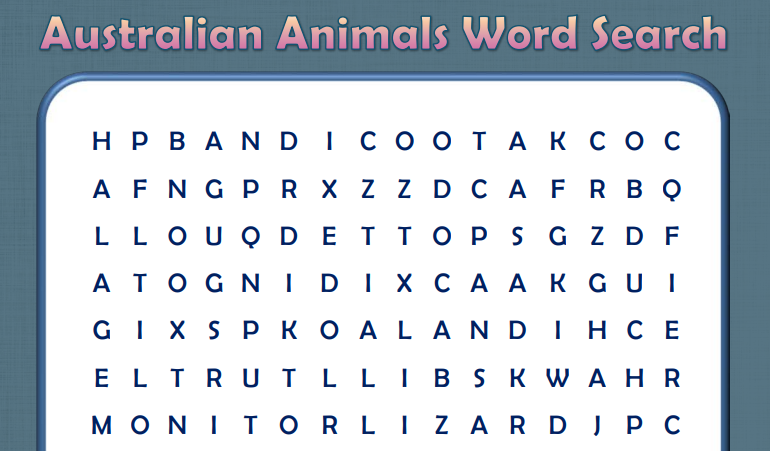 Australian Animals Word Search
H P B A N D I C O O T A K C O C
A F N G P R X Z Z D C A F R B Q
L L O U Q D E T T O P S G Z D F
A T O G N I D I X C A A K G U I
G I X S P K O A L A N D I H C E
E L T R U T L L I B S K W A H R
M O N I T O R L I Z A R D J P C